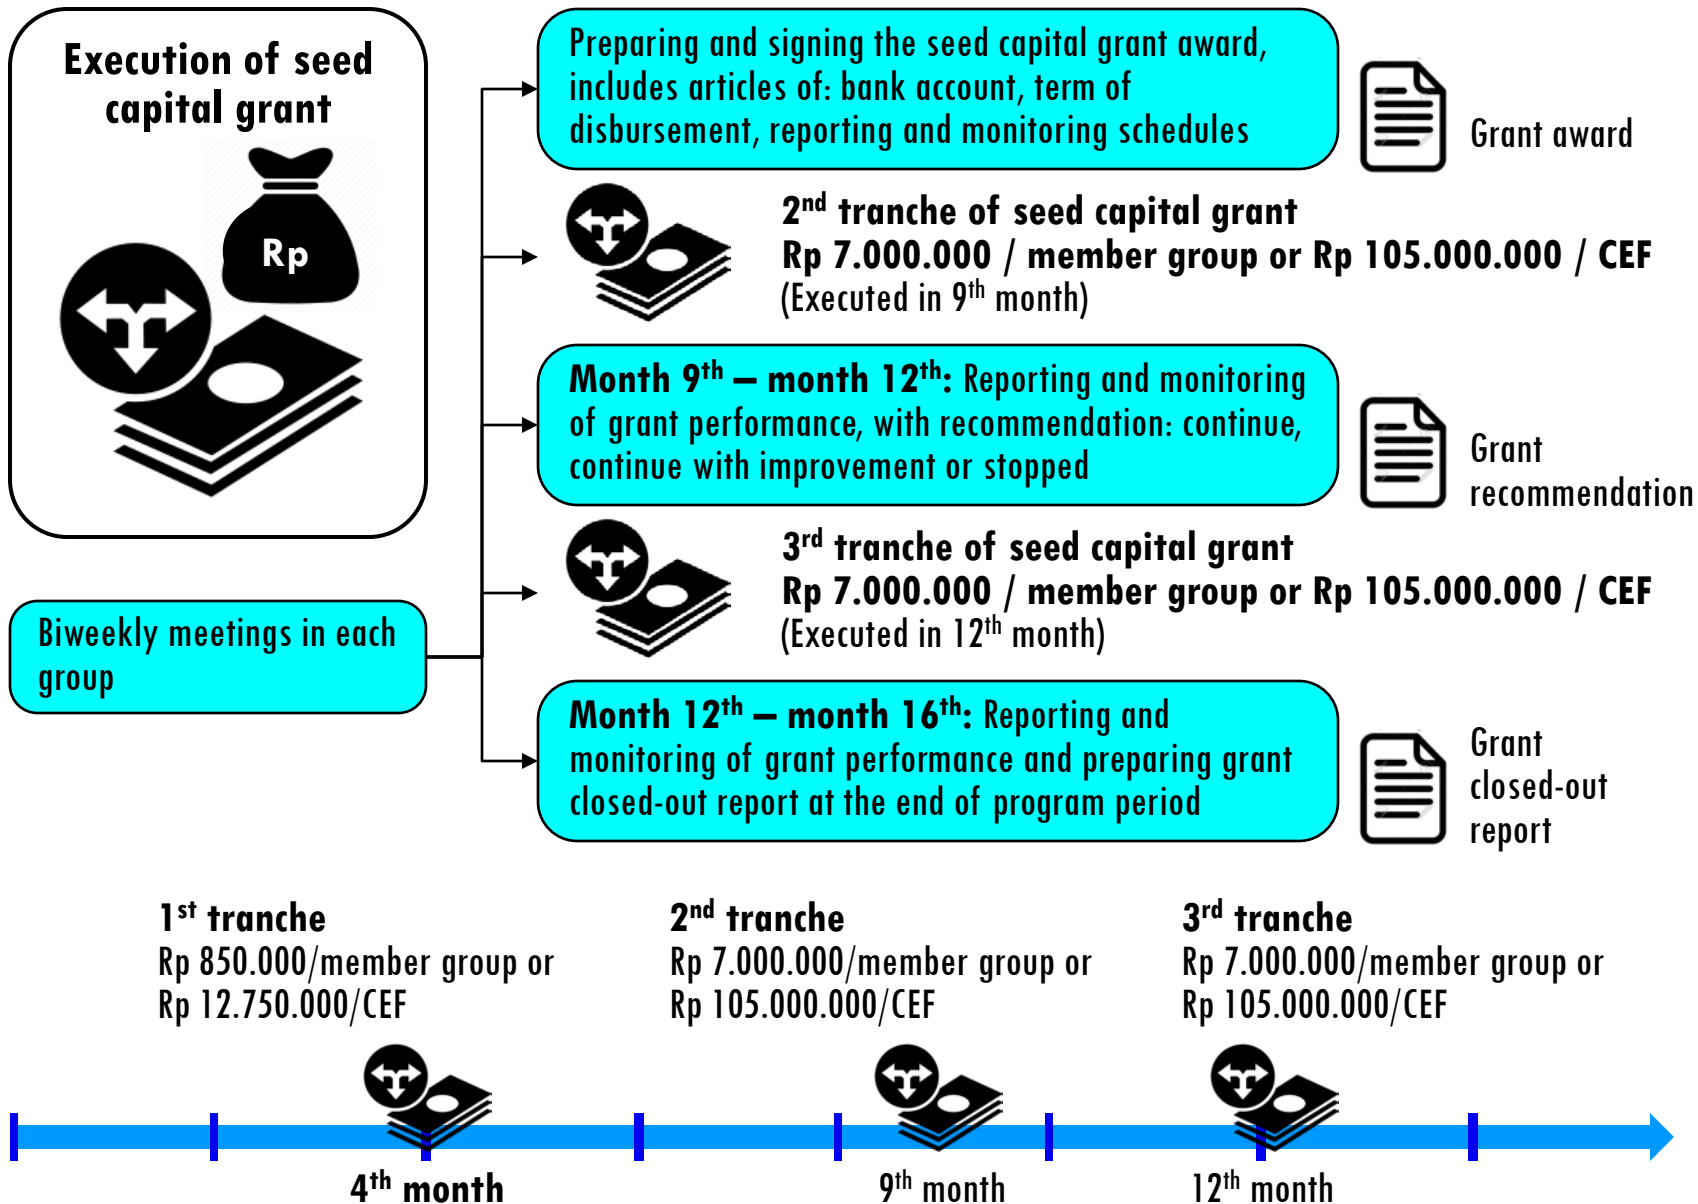 Execution of seed
capital grant
Rp
Biweekly meetings in each
group
Preparing and signing the seed capital grant award,
includes articles of: bank account, term of
disbursement, reporting and monitoring schedules
Grant award
2nd tranche of seed capital grant
Rp 7.000.000 / member group or Rp 105.000.000 / CEF
(Executed in 9th month)
Month 9th – month 12th: Reporting and monitoring
of grant performance, with recommendation: continue,
continue with improvement or stopped
Grant
recommendation
3rd tranche of seed capital grant
Rp 7.000.000 / member group or Rp 105.000.000 / CEF
(Executed in 12th month)
Month 12th – month 16th: Reporting and
monitoring of grant performance and preparing grant
closed-out report at the end of program period
Grant
closed-out
report
1st tranche
Rp 850.000/member group or
Rp 12.750.000/CEF
2nd tranche
Rp 7.000.000/member group or
Rp 105.000.000/CEF
3rd tranche
Rp 7.000.000/member group or
Rp 105.000.000/CEF
4th month
9th month
12th month